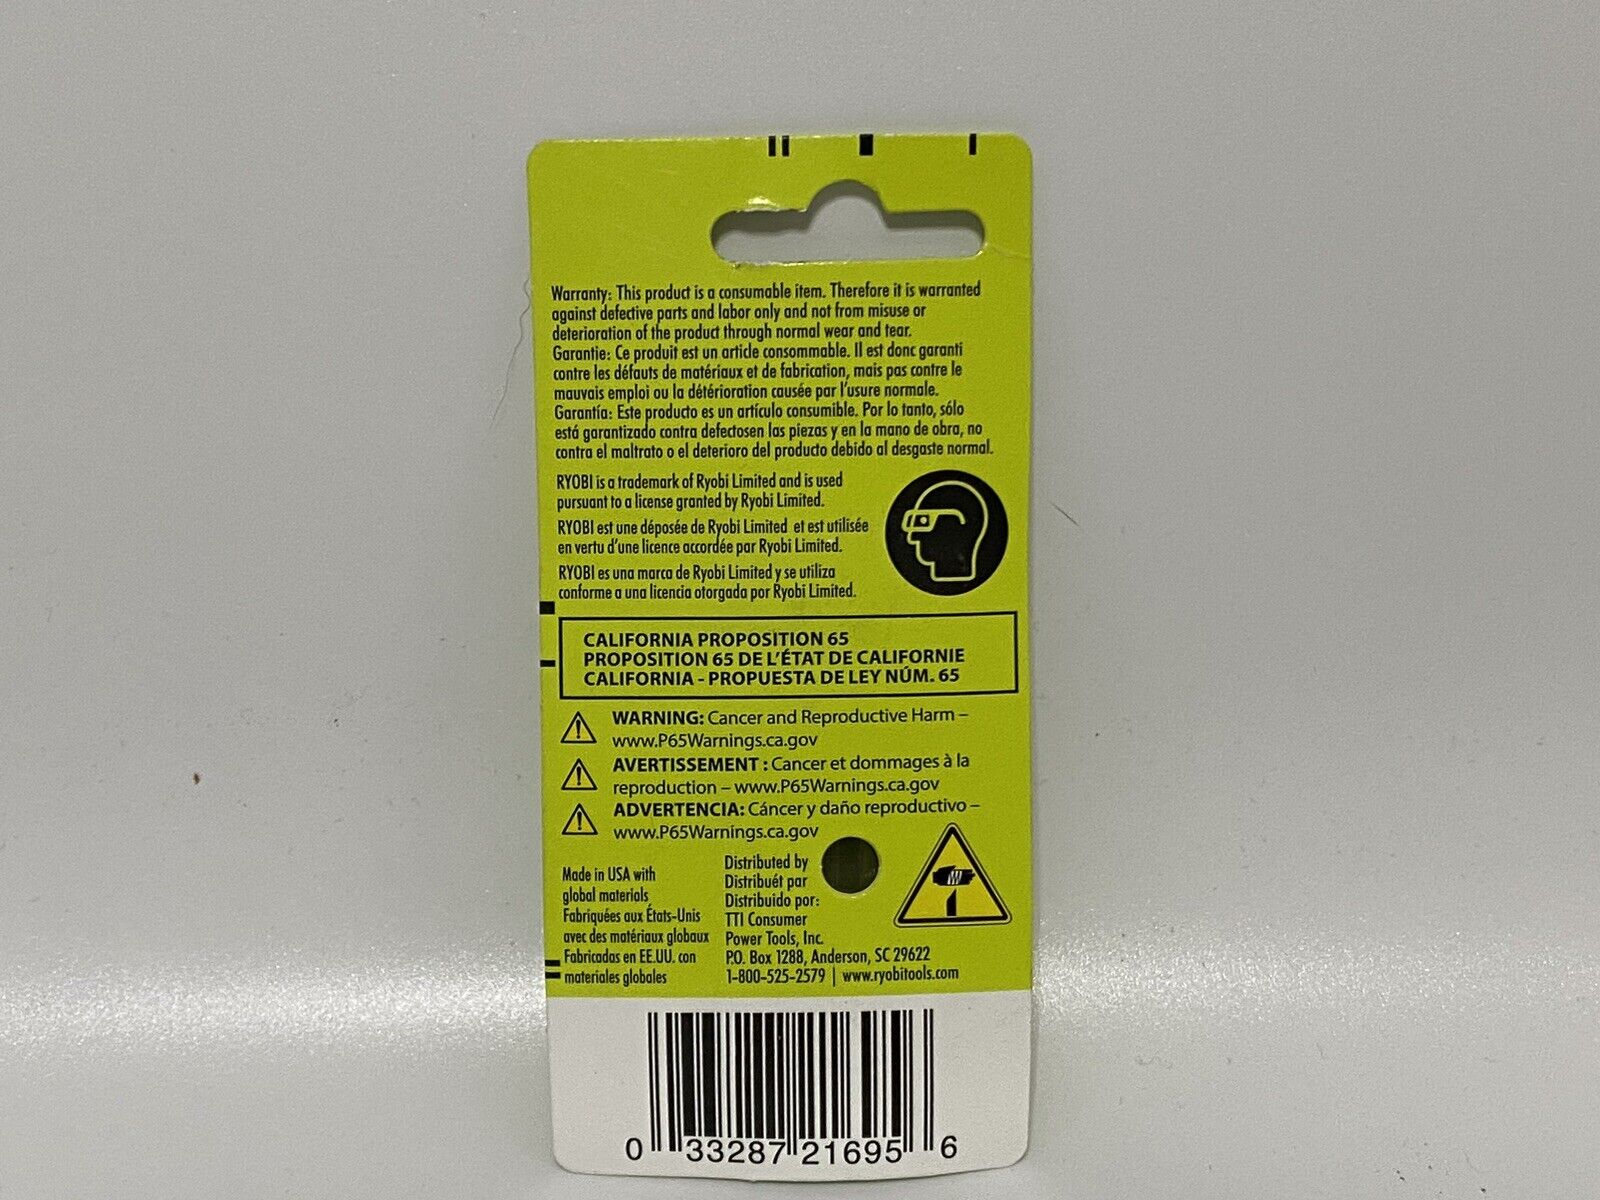 Warranty: This product is a consumable item. Therefore it is warranted
against defective parts and labor only and not from misuse or
deterioration of the product through normal wear and tear.
Garantie: Ce produit est un article consommable. Il est donc garanti
contre les défauts de matériaux et de fabrication, mais pas contre le
mauvais emploi ou la détérioration causée par l'usure normale.
Garantía: Este producto es un artículo consumible. Por lo tanto, sólo
está garantizado contra defectosen las piezas y en la mano de obra, no
contra el maltrato o el deterioro del producto debido al desgaste normal.
RYOBI is a trademark of Ryobi Limited and is used
pursuant to a license granted by Ryobi Limited.
RYOBI est une déposée de Ryobi Limited et est utilisée
en vertu d'une licence accordée par Ryobi Limited.
RYOBI es una marca de Ryobi Limited y se utiliza
conforme a una licencia otorgada por Ryobi Limited.
CALIFORNIA PROPOSITION 65
PROPOSITION 65 DE L'ÉTAT DE CALIFORNIE
CALIFORNIA - PROPUESTA DE LEY NÚM. 65
WARNING: Cancer and Reproductive Harm –
www.P65Warnings.ca.gov
AVERTISSEMENT : Cancer et dommages à la
reproduction – www.P65Warnings.ca.gov
ADVERTENCIA: Cáncer y daño reproductivo –
www.P65Warnings.ca.gov
Made in USA with
global materials
Fabriquées aux États-Unis
avec des matériaux globaux
Fabricadas en EE.UU. con
materiales globales
Distributed by
Distribuét par
Distribuido por:
TTI Consumer
Power Tools, Inc.
P.O. Box 1288, Anderson, SC 29622
1-800-525-2579 | www.ryobitools.com
0 33287 21695 6